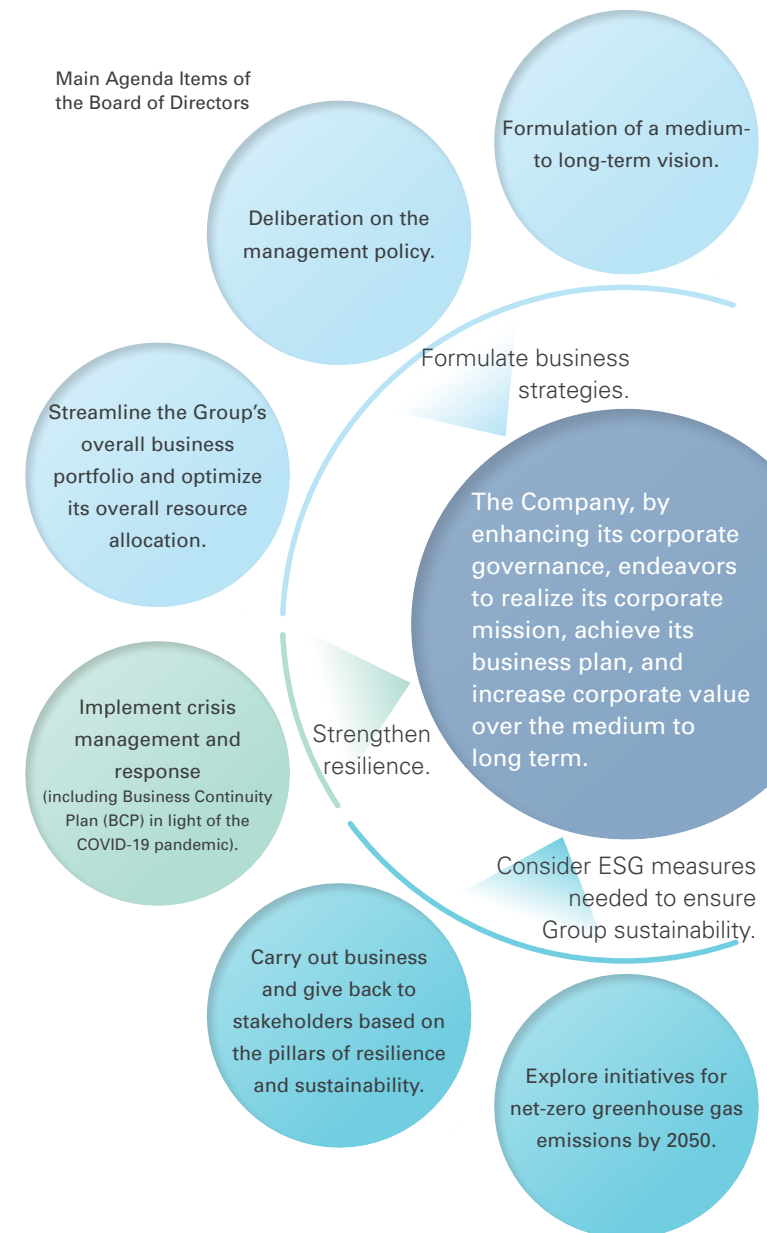 Main Agenda Items of
the Board of Directors
Formulation of a medium-
to long-term vision.
Deliberation on the
management policy.
Formulate business
strategies.
Streamline the Group’s
overall business
portfolio and optimize
its overall resource
allocation.
The Company, by
enhancing its corporate
governance, endeavors
to realize its corporate
mission, achieve its
business plan, and
increase corporate value
over the medium to
long term.
Implement crisis
management and
response
(including Business Continuity
Plan (BCP) in light of the
COVID-19 pandemic).
Strengthen
resilience.
Consider ESG measures
needed to ensure
Group sustainability.
Carry out business
and give back to
stakeholders based on
the pillars of resilience
and sustainability.
Explore initiatives for
net-zero greenhouse gas
emissions by 2050.